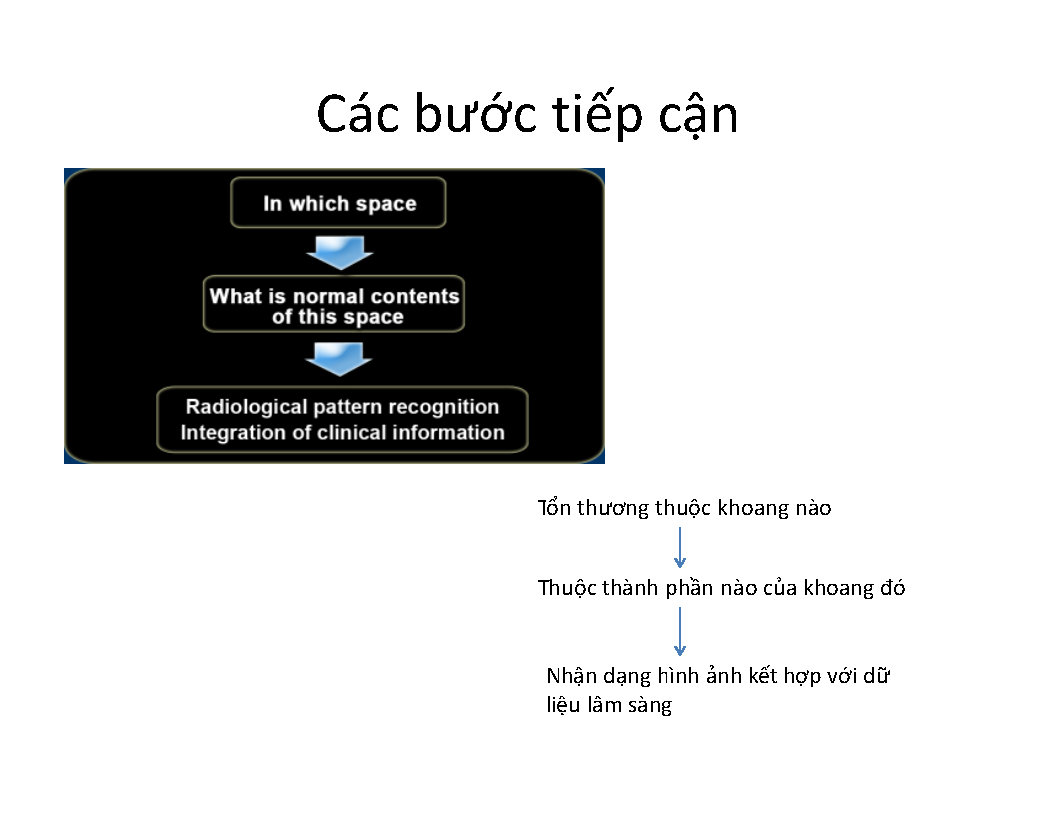 Các bước tiếp cận
In which space
What is normal contents
of this space
Radiological pattern recognition
Integration of clinical information
Tổn thương thuộc khoang nào
Thuộc thành phần nào của khoang đó
Nhận dạng hình ảnh kết hợp với dữ
liệu lâm sàng